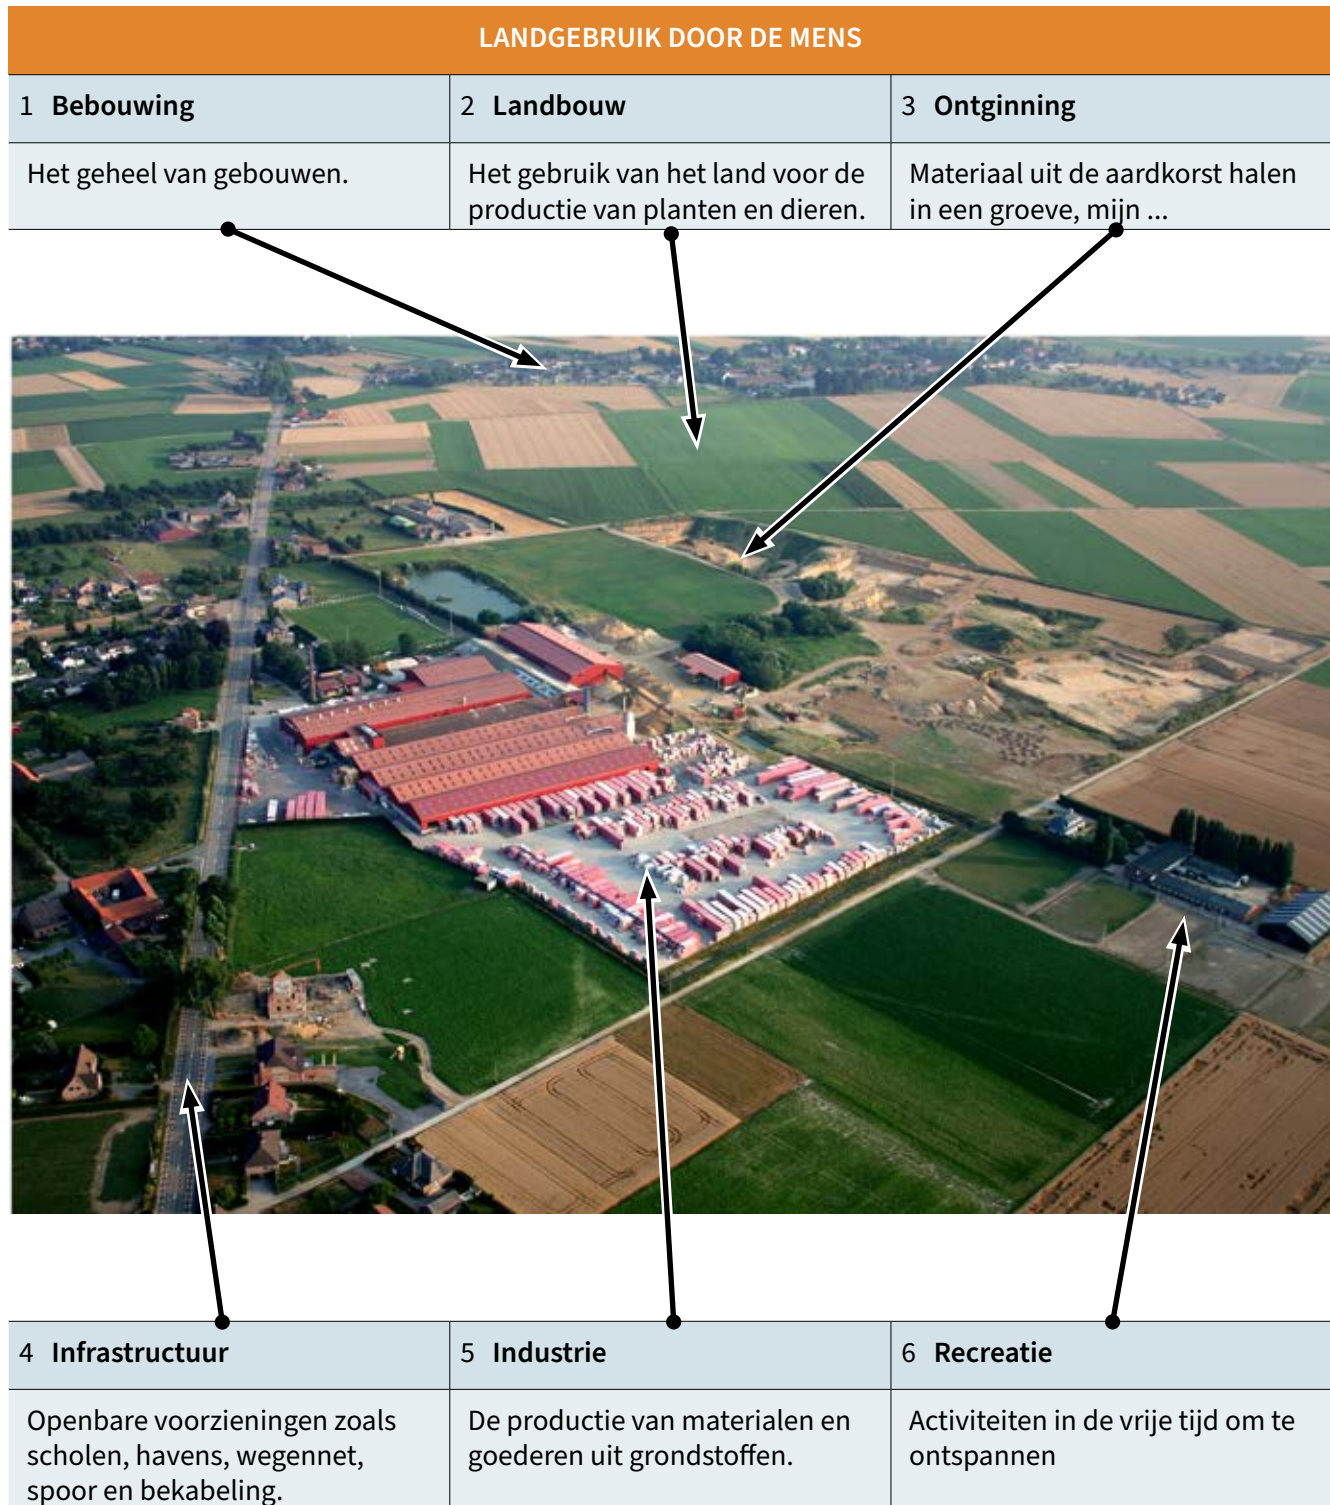 LANDGEBRUIK DOOR DE MENS
1 Bebouwing
2 Landbouw
3 Ontginning
Het geheel van gebouwen.
Het gebruik van het land voor de
productie van planten en dieren.
Materiaal uit de aardkorst halen
in een groeve, mijn ...
4 Infrastructuur
5 Industrie
6 Recreatie
Openbare voorzieningen zoals
scholen, havens, wegennet,
spoor en bekabeling.
De productie van materialen en
goederen uit grondstoffen.
Activiteiten in de vrije tijd om te
ontspannen